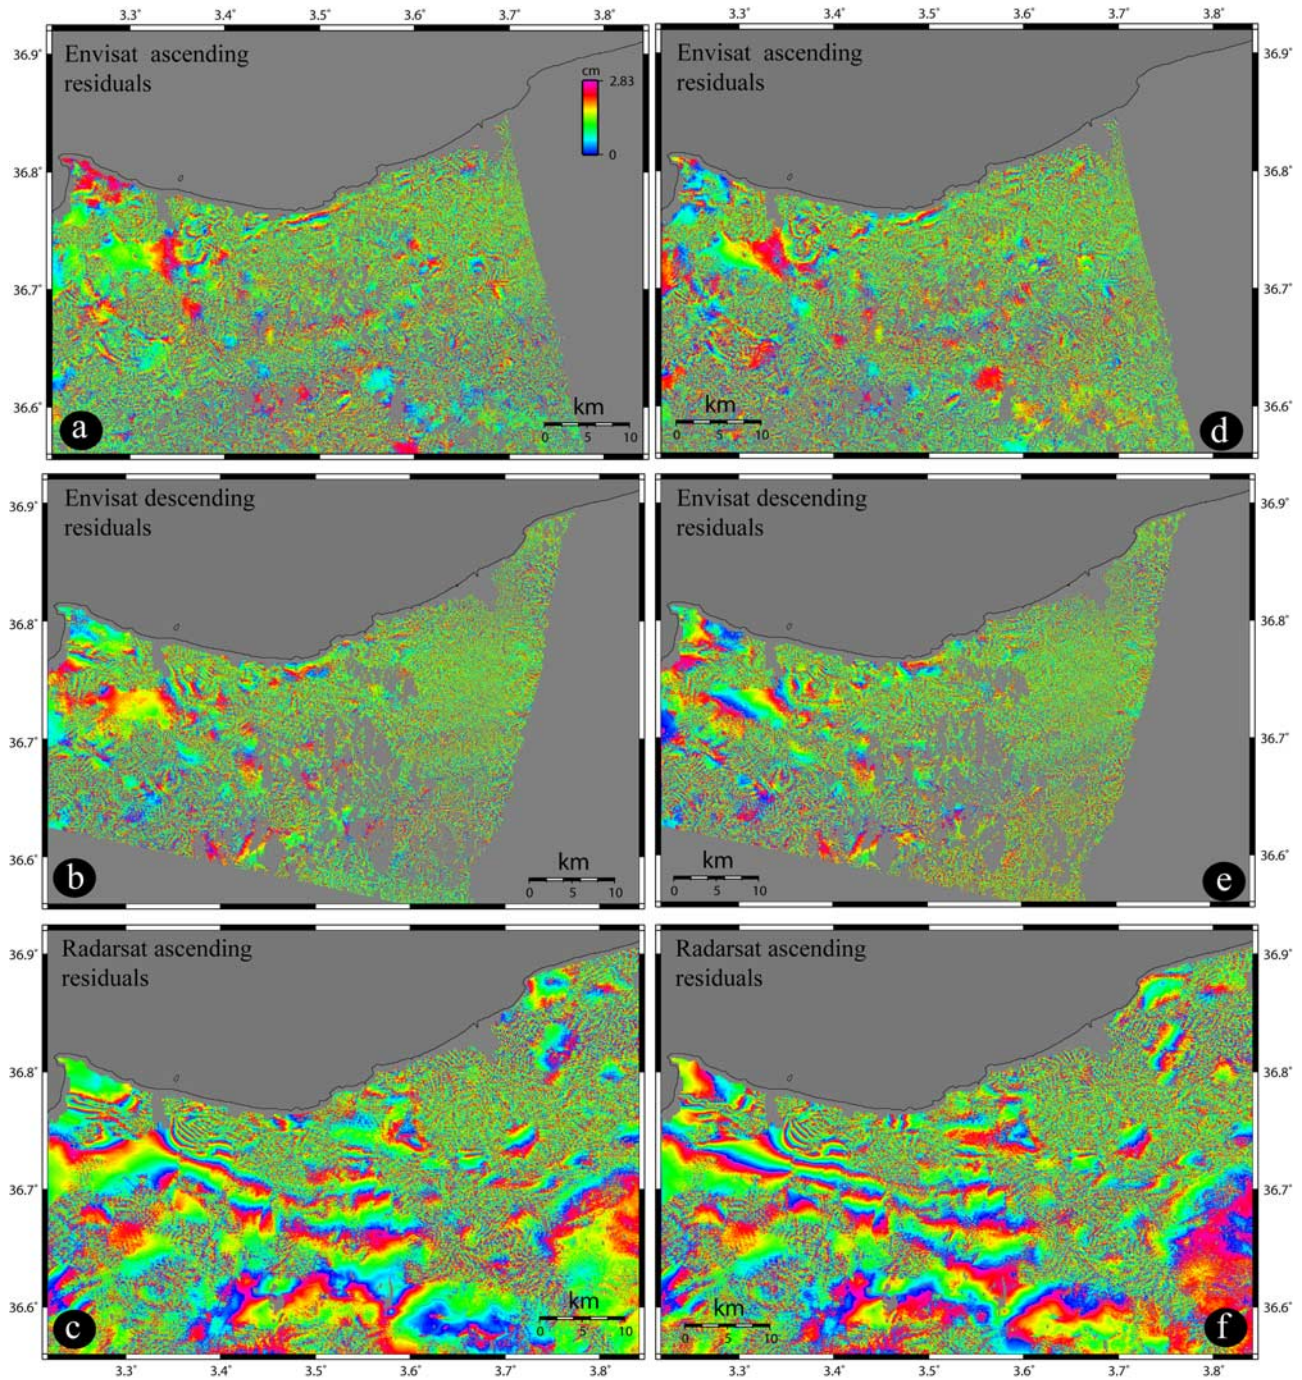 3.3˚ 3.4˚ 3.5˚ 3.6˚ 3.7˚ 3.8˚
3.3˚ 3.4˚ 3.5˚ 3.6˚ 3.7˚ 3.8˚
36.9˚
36.8˚
36.7˚
36.6˚
Envisat ascending
residuals
cm
2.83
0
km
0 5 10
a
Envisat ascending
residuals
km
0 5 10
d
36.9˚
36.8˚
36.7˚
36.6˚
36.9˚
36.8˚
36.7˚
36.6˚
Envisat descending
residuals
km
0 5 10
b
Envisat descending
residuals
km
0 5 10
e
36.9˚
36.8˚
36.7˚
36.6˚
36.9˚
36.8˚
36.7˚
36.6˚
Radarsat ascending
residuals
km
0 5 10
c
Radarsat ascending
residuals
km
0 5 10
f
36.9˚
36.8˚
36.7˚
36.6˚
3.3˚ 3.4˚ 3.5˚ 3.6˚ 3.7˚ 3.8˚
3.3˚ 3.4˚ 3.5˚ 3.6˚ 3.7˚ 3.8˚